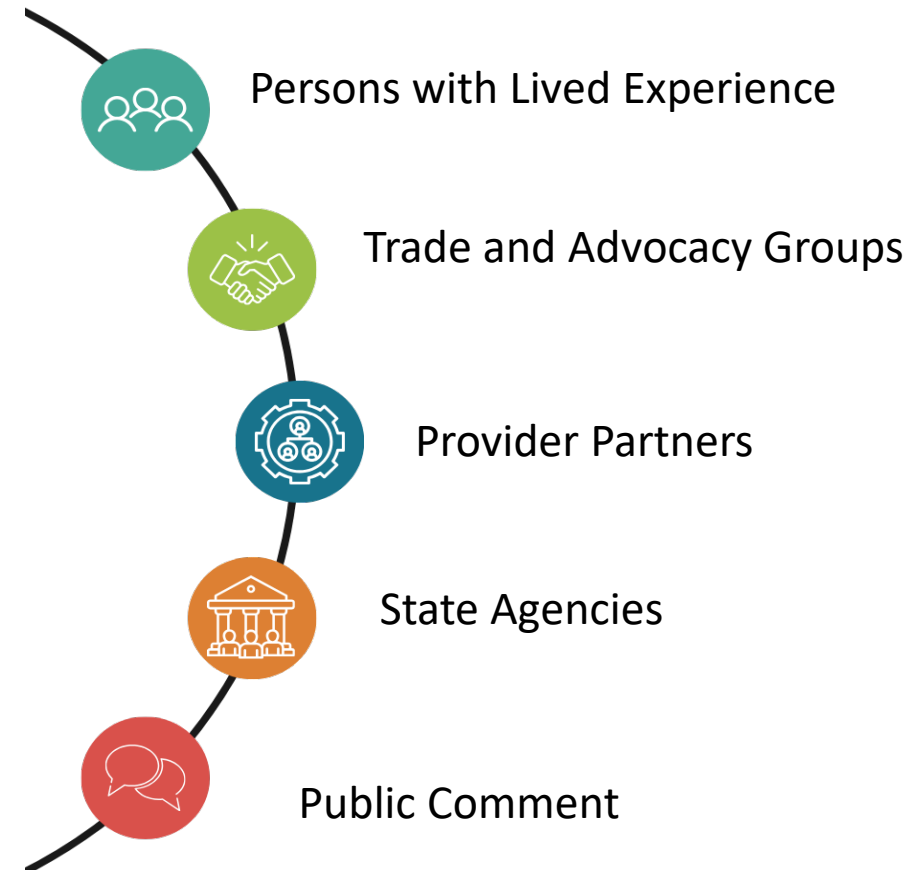 Persons with Lived Experience
Trade and Advocacy Groups
Provider Partners
State Agencies
Public Comment